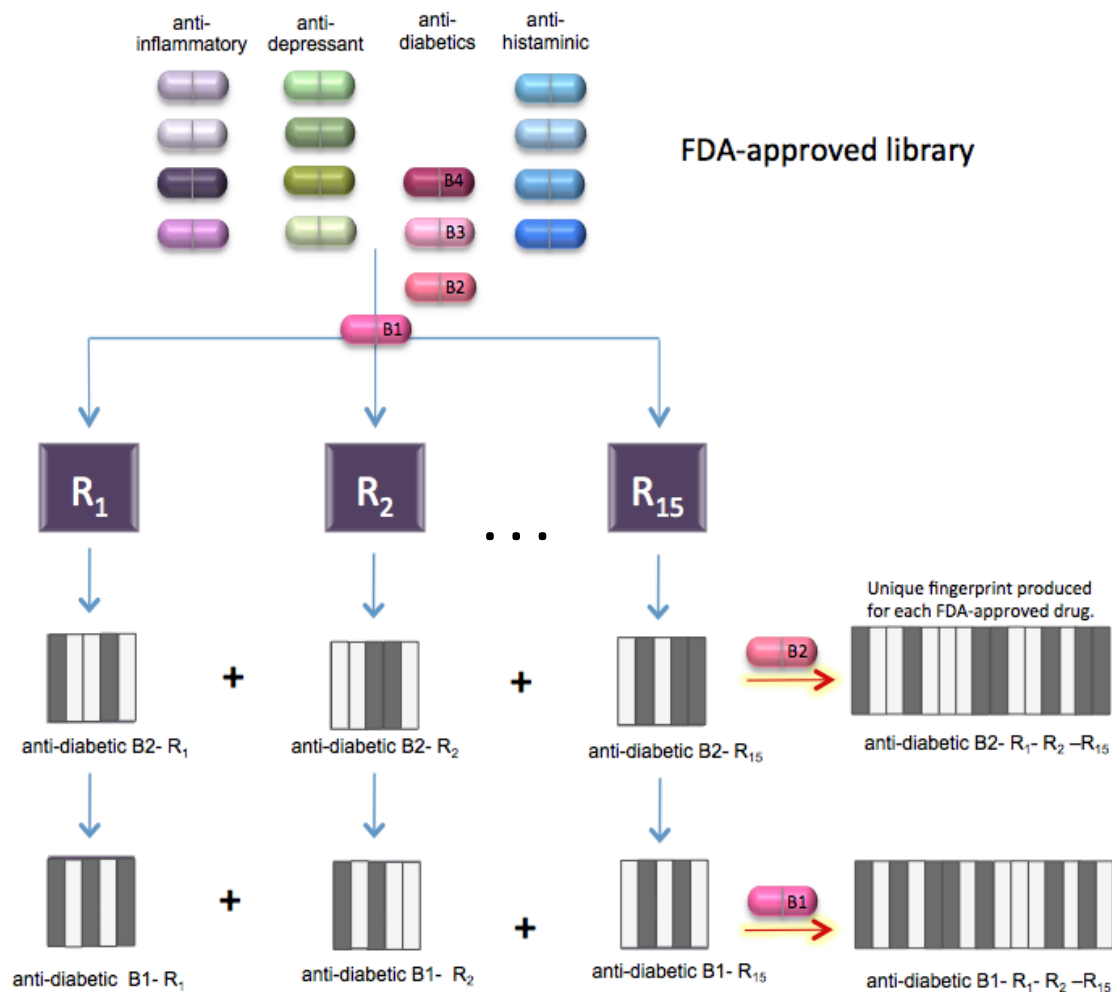 anti-
inflammatory
anti-
depressant
anti-
diabetics
anti-
histaminic
FDA-approved library
B4
B3
B2
B1
R1
R2
R15
. . .
Unique fingerprint produced
for each FDA-approved drug.
+
+
B2
anti-diabetic B2- R1
anti-diabetic B2- R2
anti-diabetic B2- R15
anti-diabetic B2- R1- R2 –R15
+
+
B1
anti-diabetic B1- R1
anti-diabetic B1- R2
anti-diabetic B1- R15
anti-diabetic B1- R1- R2 –R15